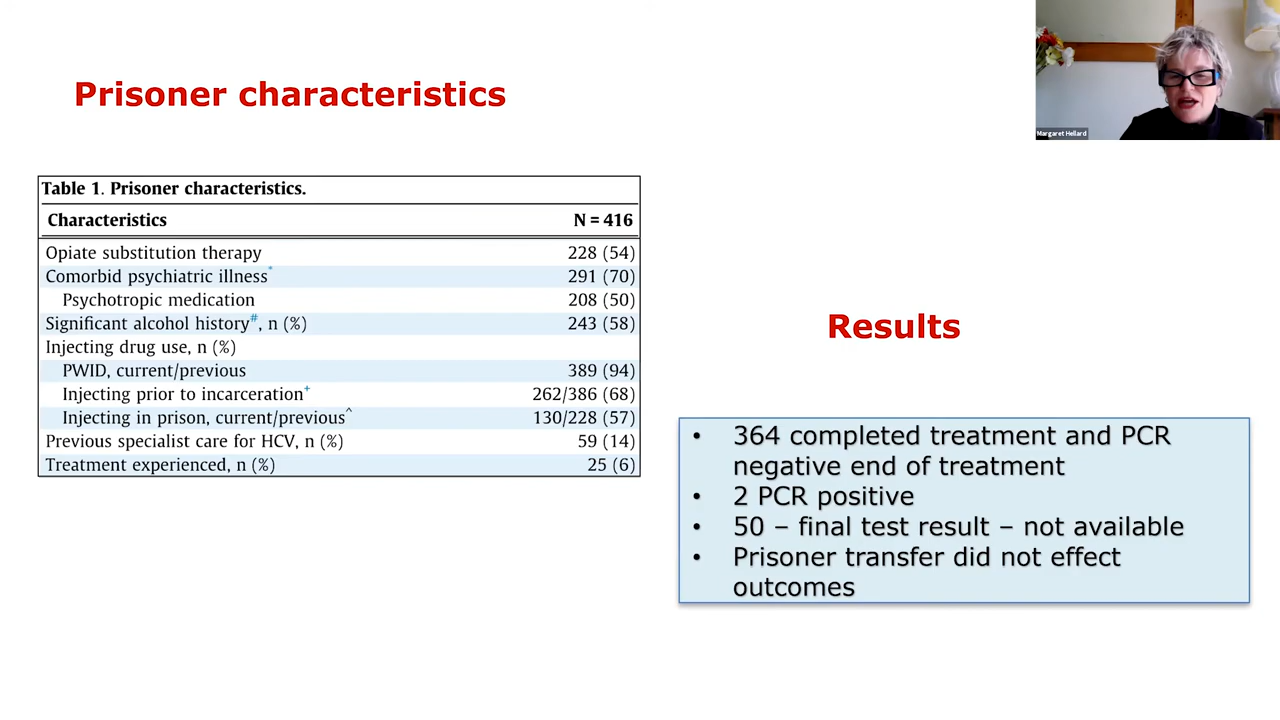 Prisoner characteristics
Margaret Hellard
Table 1. Prisoner characteristics.
Characteristics N = 416
Opiate substitution therapy 228 (54)
Comorbid psychiatric illness* 291 (70)
Psychotropic medication 208 (50)
Significant alcohol history#, n (%) 243 (58)
Injecting drug use, n (%)
PWID, current/previous 389 (94)
Injecting prior to incarceration+ 262/386 (68)
Injecting in prison, current/previous^ 130/228 (57)
Previous specialist care for HCV, n (%) 59 (14)
Treatment experienced, n (%) 25 (6)
Results
• 364 completed treatment and PCR
negative end of treatment
• 2 PCR positive
• 50 – final test result – not available
• Prisoner transfer did not effect
outcomes